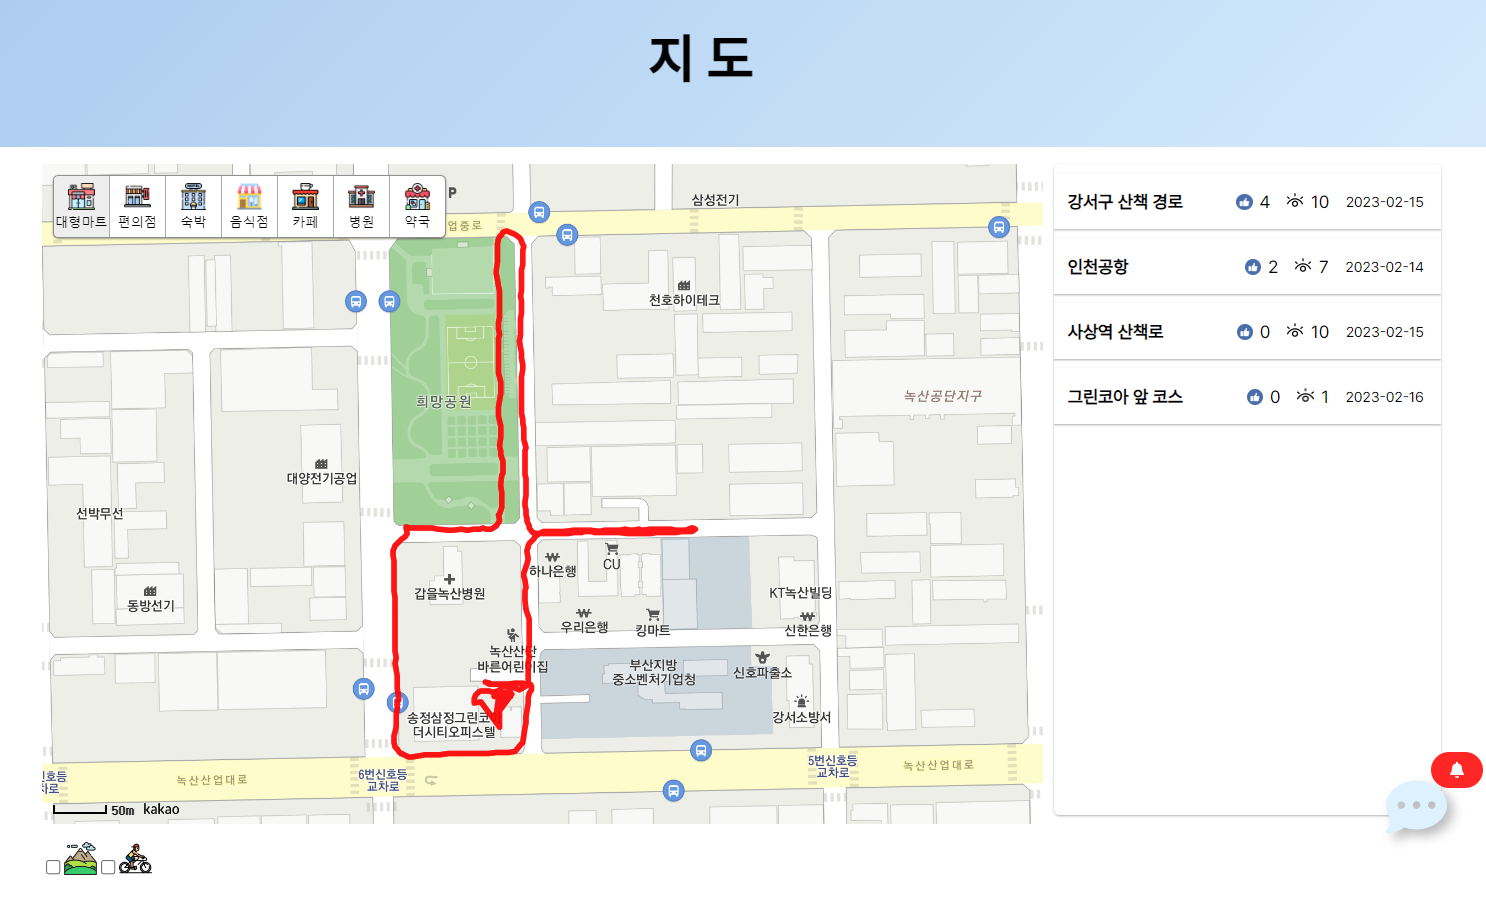 지도
대형마트 편의점 숙박 음식점 카페 병원 약국
P
업중로
삼성전기
천호하이테크
희망공원
녹산공단지구
대양전기공업
선박무선
하나은행
CU
갑을녹산병원
KT녹산빌딩
동방선기
우리은행
킹마트
신한은행
녹산산단
바른어린이집
부산지방
중소벤처기업청
신호파출소
송정삼정그린코아
더시티오피스텔
강서소방서
5번신호등
교차로
녹산산업대로
6번신호등
교차로
녹산산업대로
신호등
차로
50m kakao
강서구 산책 경로 4 10 2023-02-15
인천공항 2 7 2023-02-14
사상역 산책로 0 10 2023-02-15
그린코아 앞 코스 0 1 2023-02-16